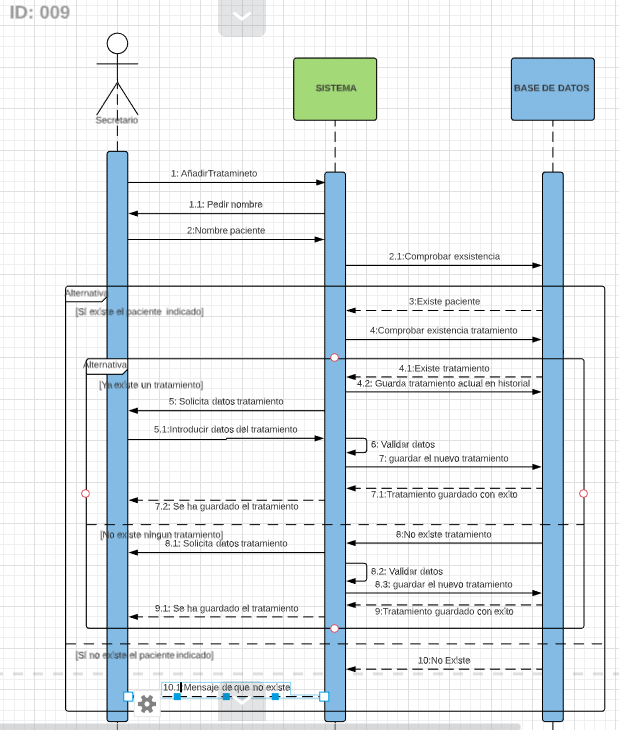 ID: 009
Secretario
SISTEMA
BASE DE DATOS
1: AñadirTratamineto
1.1: Pedir nombre
2:Nombre paciente
2.1:Comprobar exsistencia
Alternativa
[Sí existe el paciente indicado]
3:Existe paciente
4:Comprobar existencia tratamiento
Alternativa
[Ya existe un tratamiento]
4.1:Existe tratamiento
4.2: Guarda tratamiento actual en historial
5: Solicita datos tratamiento
5.1:Introducir datos del tratamiento
6: Validar datos
7: guardar el nuevo tratamiento
7.1:Tratamiento guardado con exito
7.2: Se ha guardado el tratamiento
[No existe ningun tratamiento]
8:No existe tratamiento
8.1: Solicita datos tratamiento
8.2: Validar datos
8.3: guardar el nuevo tratamiento
9:Tratamiento guardado con exito
9.1: Se ha guardado el tratamiento
[Sí no existe el paciente indicado]
10:No Existe
10.1 Mensaje de que no existe